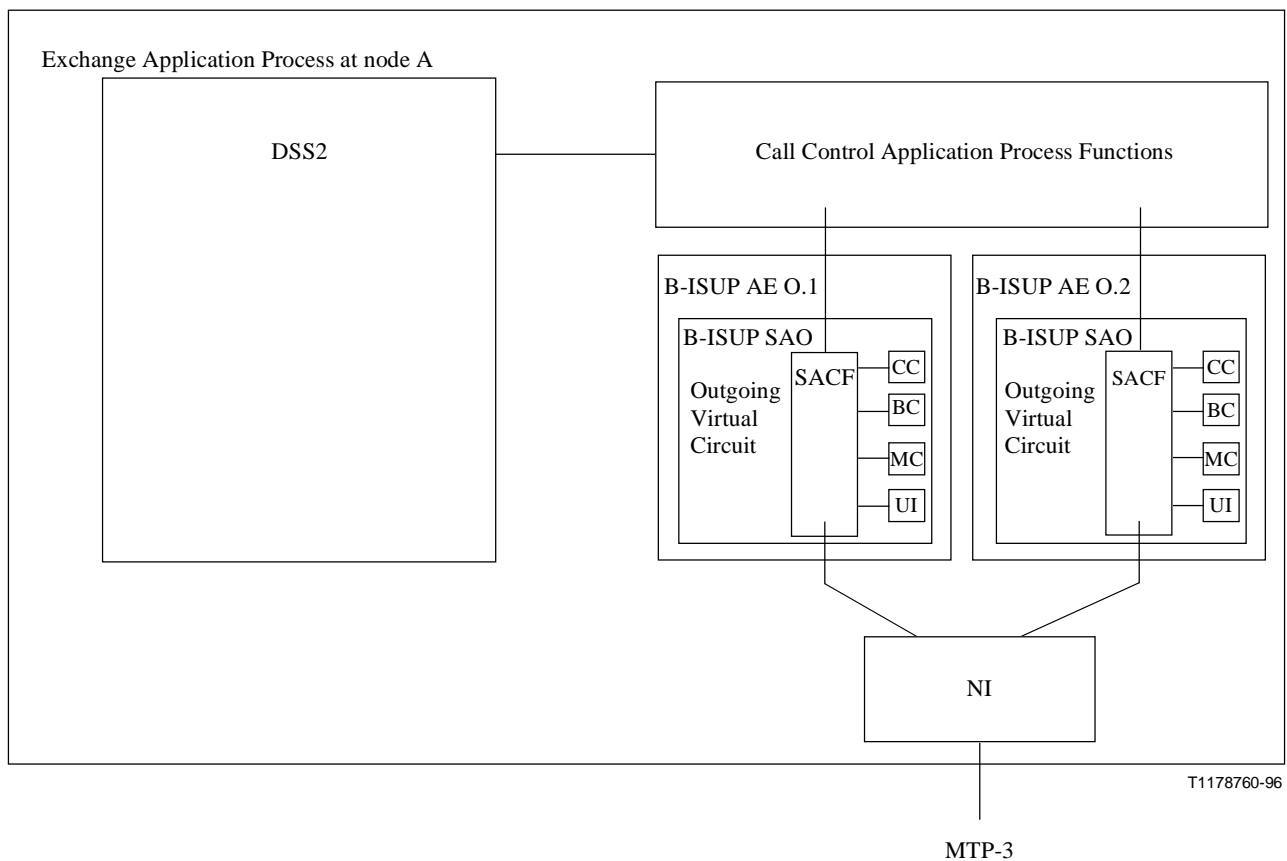 Exchange Application Process at node A
DSS2
Call Control Application Process Functions
B-ISUP AE O.1
B-ISUP SAO
SACF
Outgoing
Virtual
Circuit
CC
BC
MC
UI
B-ISUP AE O.2
B-ISUP SAO
SACF
Outgoing
Virtual
Circuit
CC
BC
MC
UI
NI
T1178760-96
MTP-3